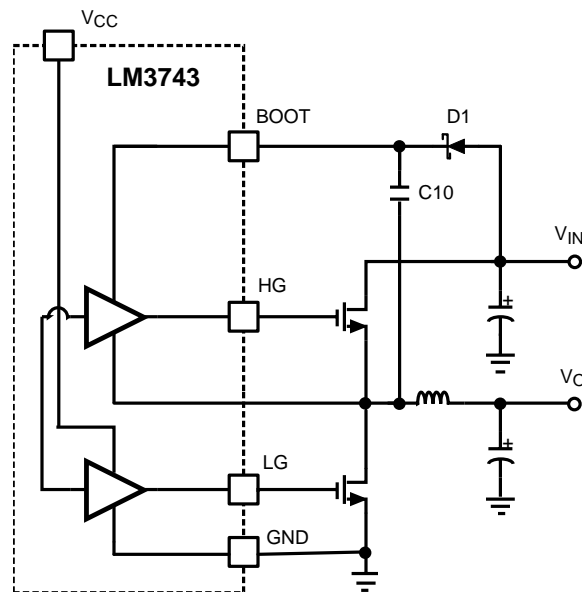 VCC
LM3743
BOOT
D1
C10
VIN
HG
VO
LG
GND
+
+